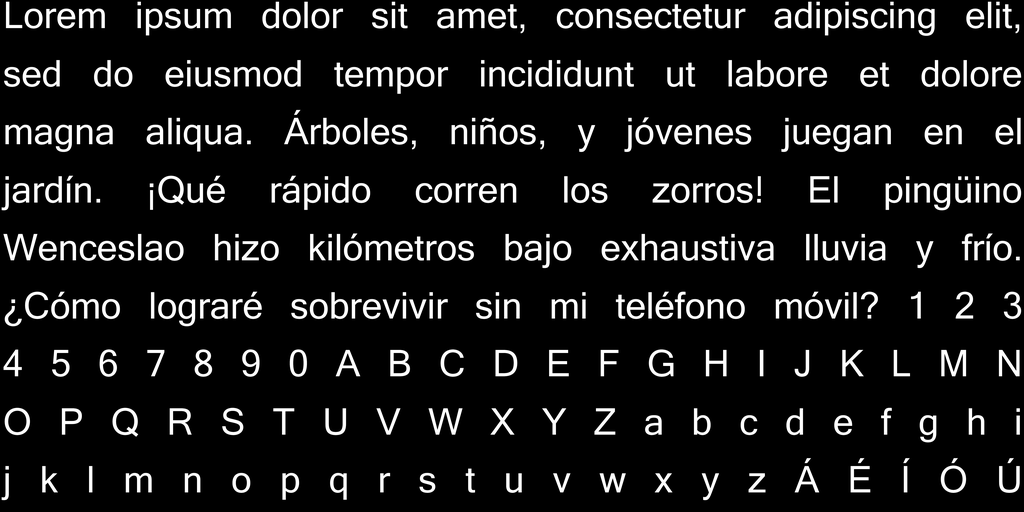 Lorem ipsum dolor sit amet, consectetur adipiscing elit,
sed do eiusmod tempor incididunt ut labore et dolore
magna aliqua. Árboles, niños, y jóvenes juegan en el
jardín. ¡Qué rápido corren los zorros! El pingüino
Wenceslao hizo kilómetros bajo exhaustiva lluvia y frío.
¿Cómo lograré sobrevivir sin mi teléfono móvil? 1 2 3
4 5 6 7 8 9 0 A B C D E F G H I J K L M N
O P Q R S T U V W X Y Z a b c d e f g h i
j k l m n o p q r s t u v w x y z Á É Í Ó Ú